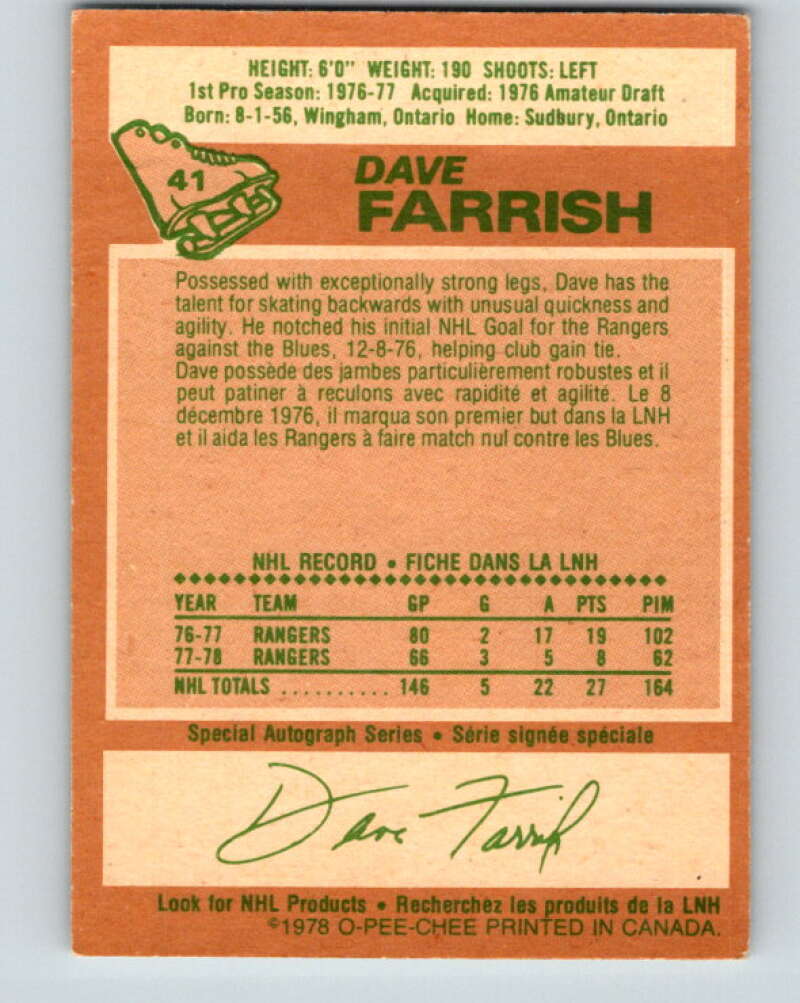 HEIGHT: 6'0" WEIGHT: 190 SHOOTS: LEFT
1st Pro Season: 1976-77 Acquired: 1976 Amateur Draft
Born: 8-1-56, Wingham, Ontario Home: Sudbury, Ontario
41
DAVE
FARRISH
Possessed with exceptionally strong legs, Dave has the
talent for skating backwards with unusual quickness and
agility. He notched his initial NHL Goal for the Rangers
against the Blues, 12-8-76, helping club gain tie.
Dave possède des jambes particulièrement robustes et il
peut patiner à reculons avec rapidité et agilité. Le 8
décembre 1976, il marqua son premier but dans la LNH
et il aida les Rangers à faire match nul contre les Blues.
NHL RECORD • FICHE DANS LA LNH
YEAR TEAM GP G A PTS PIM
76-77 RANGERS 80 2 17 19 102
77-78 RANGERS 66 3 5 8 62
NHL TOTALS .......... 146 5 22 27 164
Special Autograph Series • Série signée spéciale
Dave Farrish
Look for NHL Products • Recherchez les produits de la LNH
©1978 O-PEE-CHEE PRINTED IN CANADA.